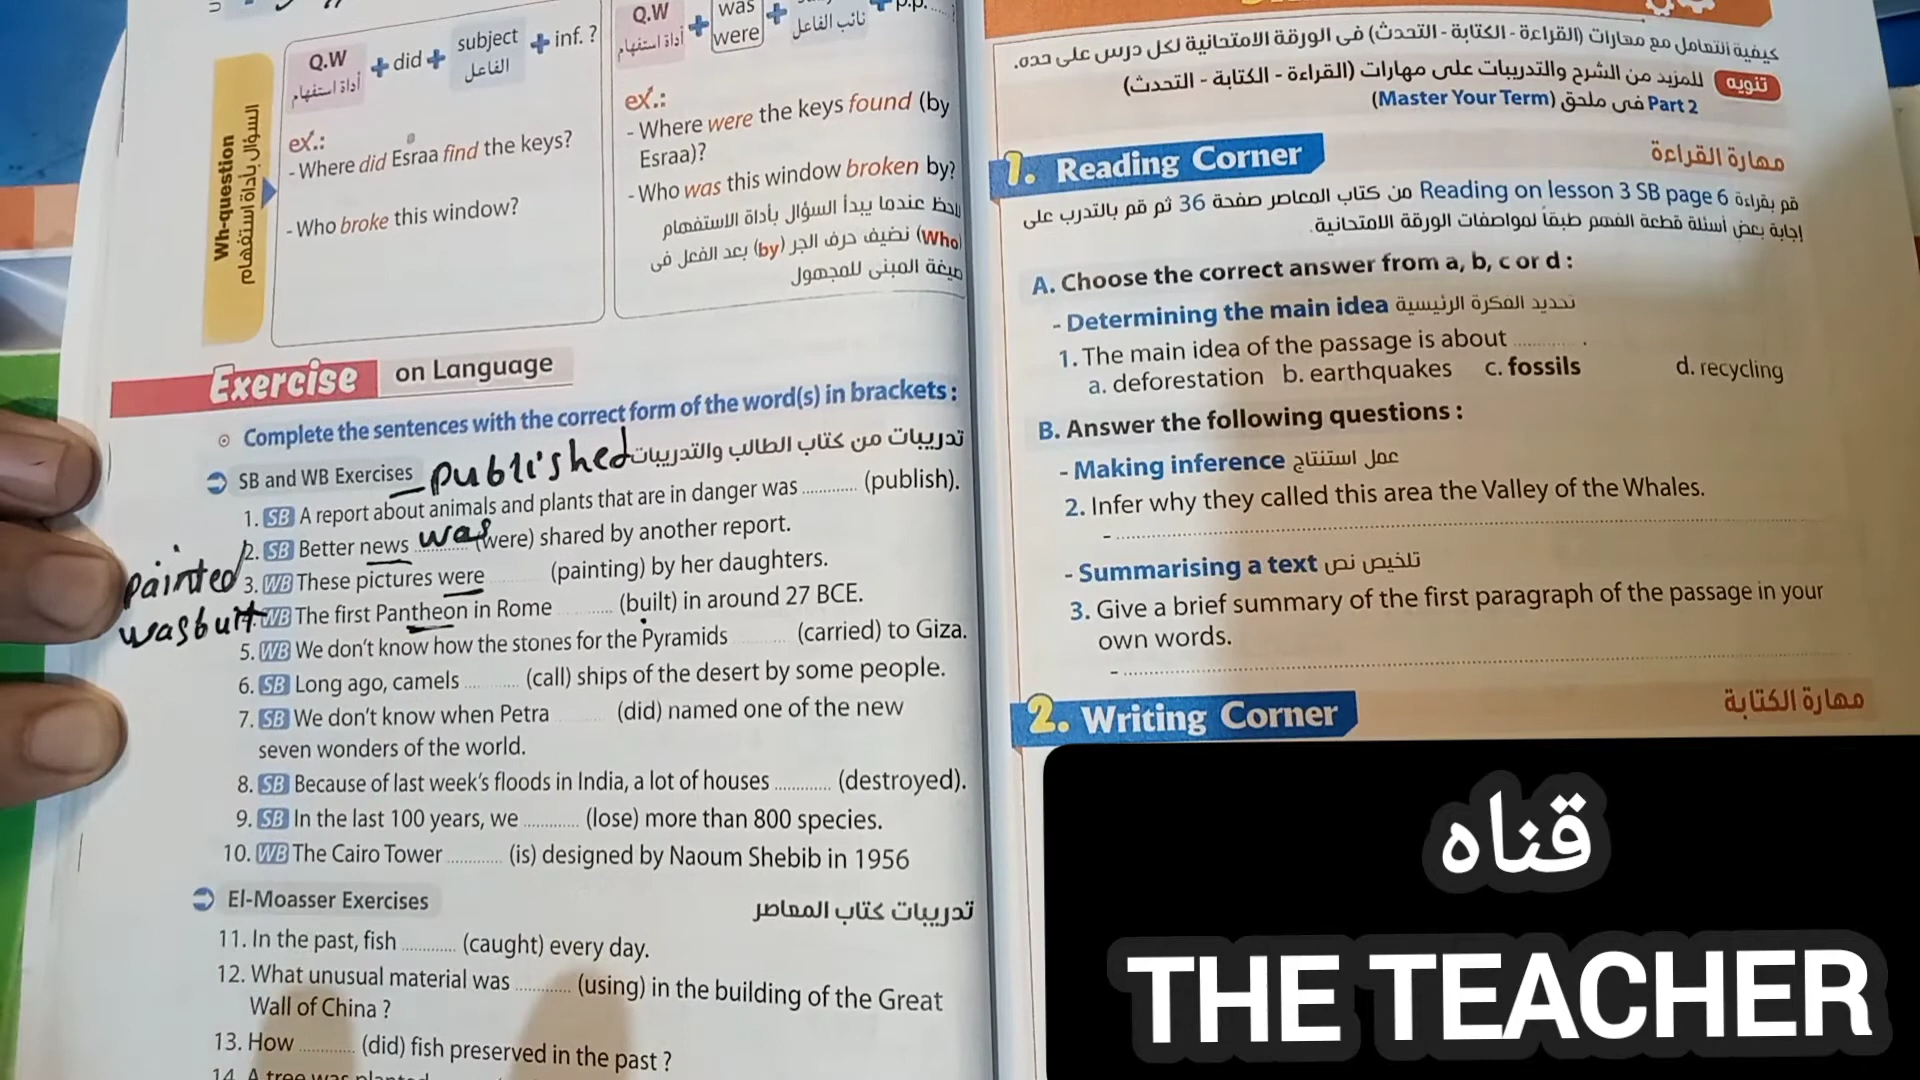 Q.W
أداة استفهام
+ did +
subject
الفاعل
+ inf. ?
Q.W
أداة استفهام
+
was
were
+
نائب الفاعل
+ p.p. ..... ?
Wh-question
السؤال بأداة استفهام
ex.:
- Where did Esraa find the keys?
- Who broke this window?
ex.:
- Where were the keys found (by
Esraa)?
- Who was this window broken by?
لاحظ عندما يبدأ السؤال بأداة الاستفهام
(Who) نضيف حرف الجر (by) بعد الفعل فى
صيغة المبنى للمجهول
Exercise on Language
Complete the sentences with the correct form of the word(s) in brackets :
SB and WB Exercises
published
تدريبات من كتاب الطالب والتدريبات
1. SB A report about animals and plants that are in danger was ............ (publish).
2. SB Better news ............ (were) shared by another report.
was
3. WB These pictures were (painting) by her daughters.
painted
WB The first Pantheon in Rome ............ (built) in around 27 BCE.
was built
5. WB We don't know how the stones for the Pyramids ............ (carried) to Giza.
6. SB Long ago, camels ............ (call) ships of the desert by some people.
7. SB We don't know when Petra (did) named one of the new
seven wonders of the world.
8. SB Because of last week's floods in India, a lot of houses ............ (destroyed).
9. SB In the last 100 years, we ............ (lose) more than 800 species.
10. WB The Cairo Tower ............ (is) designed by Naoum Shebib in 1956
El-Moasser Exercises
تدريبات كتاب المعاصر
11. In the past, fish ............ (caught) every day.
12. What unusual material was ............ (using) in the building of the Great
Wall of China ?
13. How ............ (did) fish preserved in the past ?
14. A tree was planted
كيفية التعامل مع مهارات (القراءة - الكتابة - التحدث) فى الورقة الامتحانية لكل درس على حده.
تنويه للمزيد من الشرح والتدريبات على مهارات (القراءة - الكتابة - التحدث)
Part 2 فى ملحق (Master Your Term)
1. Reading Corner
مهارة القراءة
قم بقراءة Reading on lesson 3 SB page 6 من كتاب المعاصر صفحة 36 ثم قم بالتدرب على
إجابة بعض أسئلة قطعة الفهم طبقاً لمواصفات الورقة الامتحانية.
A. Choose the correct answer from a, b, c or d :
- Determining the main idea تحديد الفكرة الرئيسية
1. The main idea of the passage is about ............ .
a. deforestation b. earthquakes c. fossils d. recycling
B. Answer the following questions :
- Making inference عمل استنتاج
2. Infer why they called this area the Valley of the Whales.
- ............
- Summarising a text تلخيص نص
3. Give a brief summary of the first paragraph of the passage in your
own words.
- ............
2. Writing Corner
مهارة الكتابة
قناه
THE TEACHER